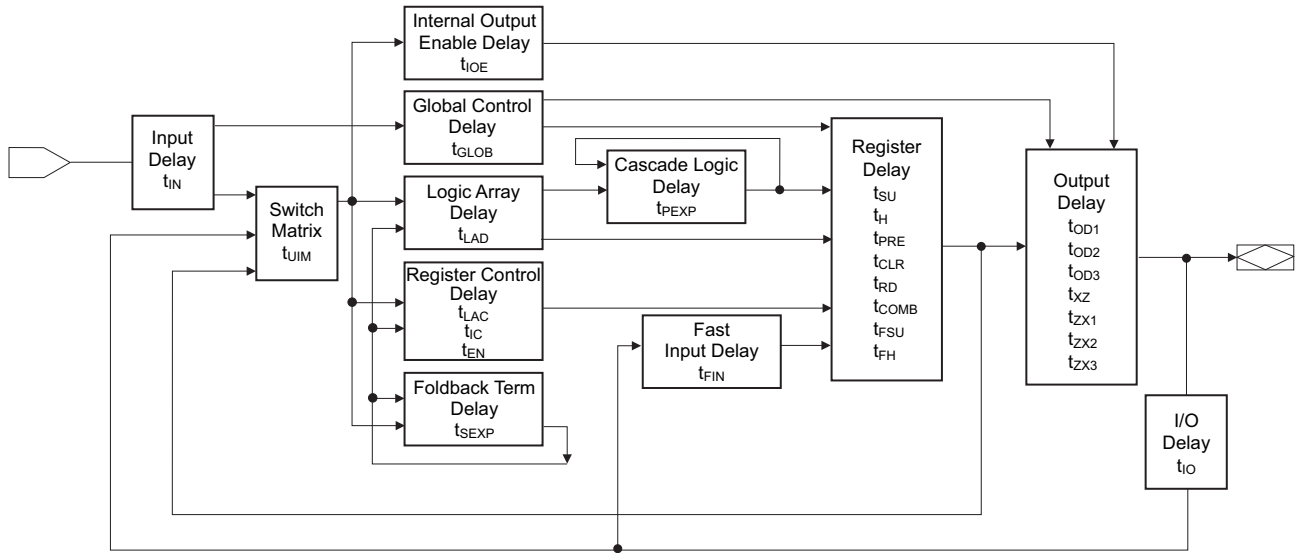 Internal Output
Enable Delay
tIOE
Global Control
Delay
tGLOB
Input
Delay
tIN
Switch
Matrix
tUIM
Logic Array
Delay
tLAD
Cascade Logic
Delay
tPEXP
Register Control
Delay
tLAC
tIC
tEN
Fast
Input Delay
tFIN
Foldback Term
Delay
tSEXP
Register
Delay
tSU
tH
tPRE
tCLR
tRD
tCOMB
tFSU
tFH
Output
Delay
tOD1
tOD2
tOD3
tXZ
tZX1
tZX2
tZX3
I/O
Delay
tIO